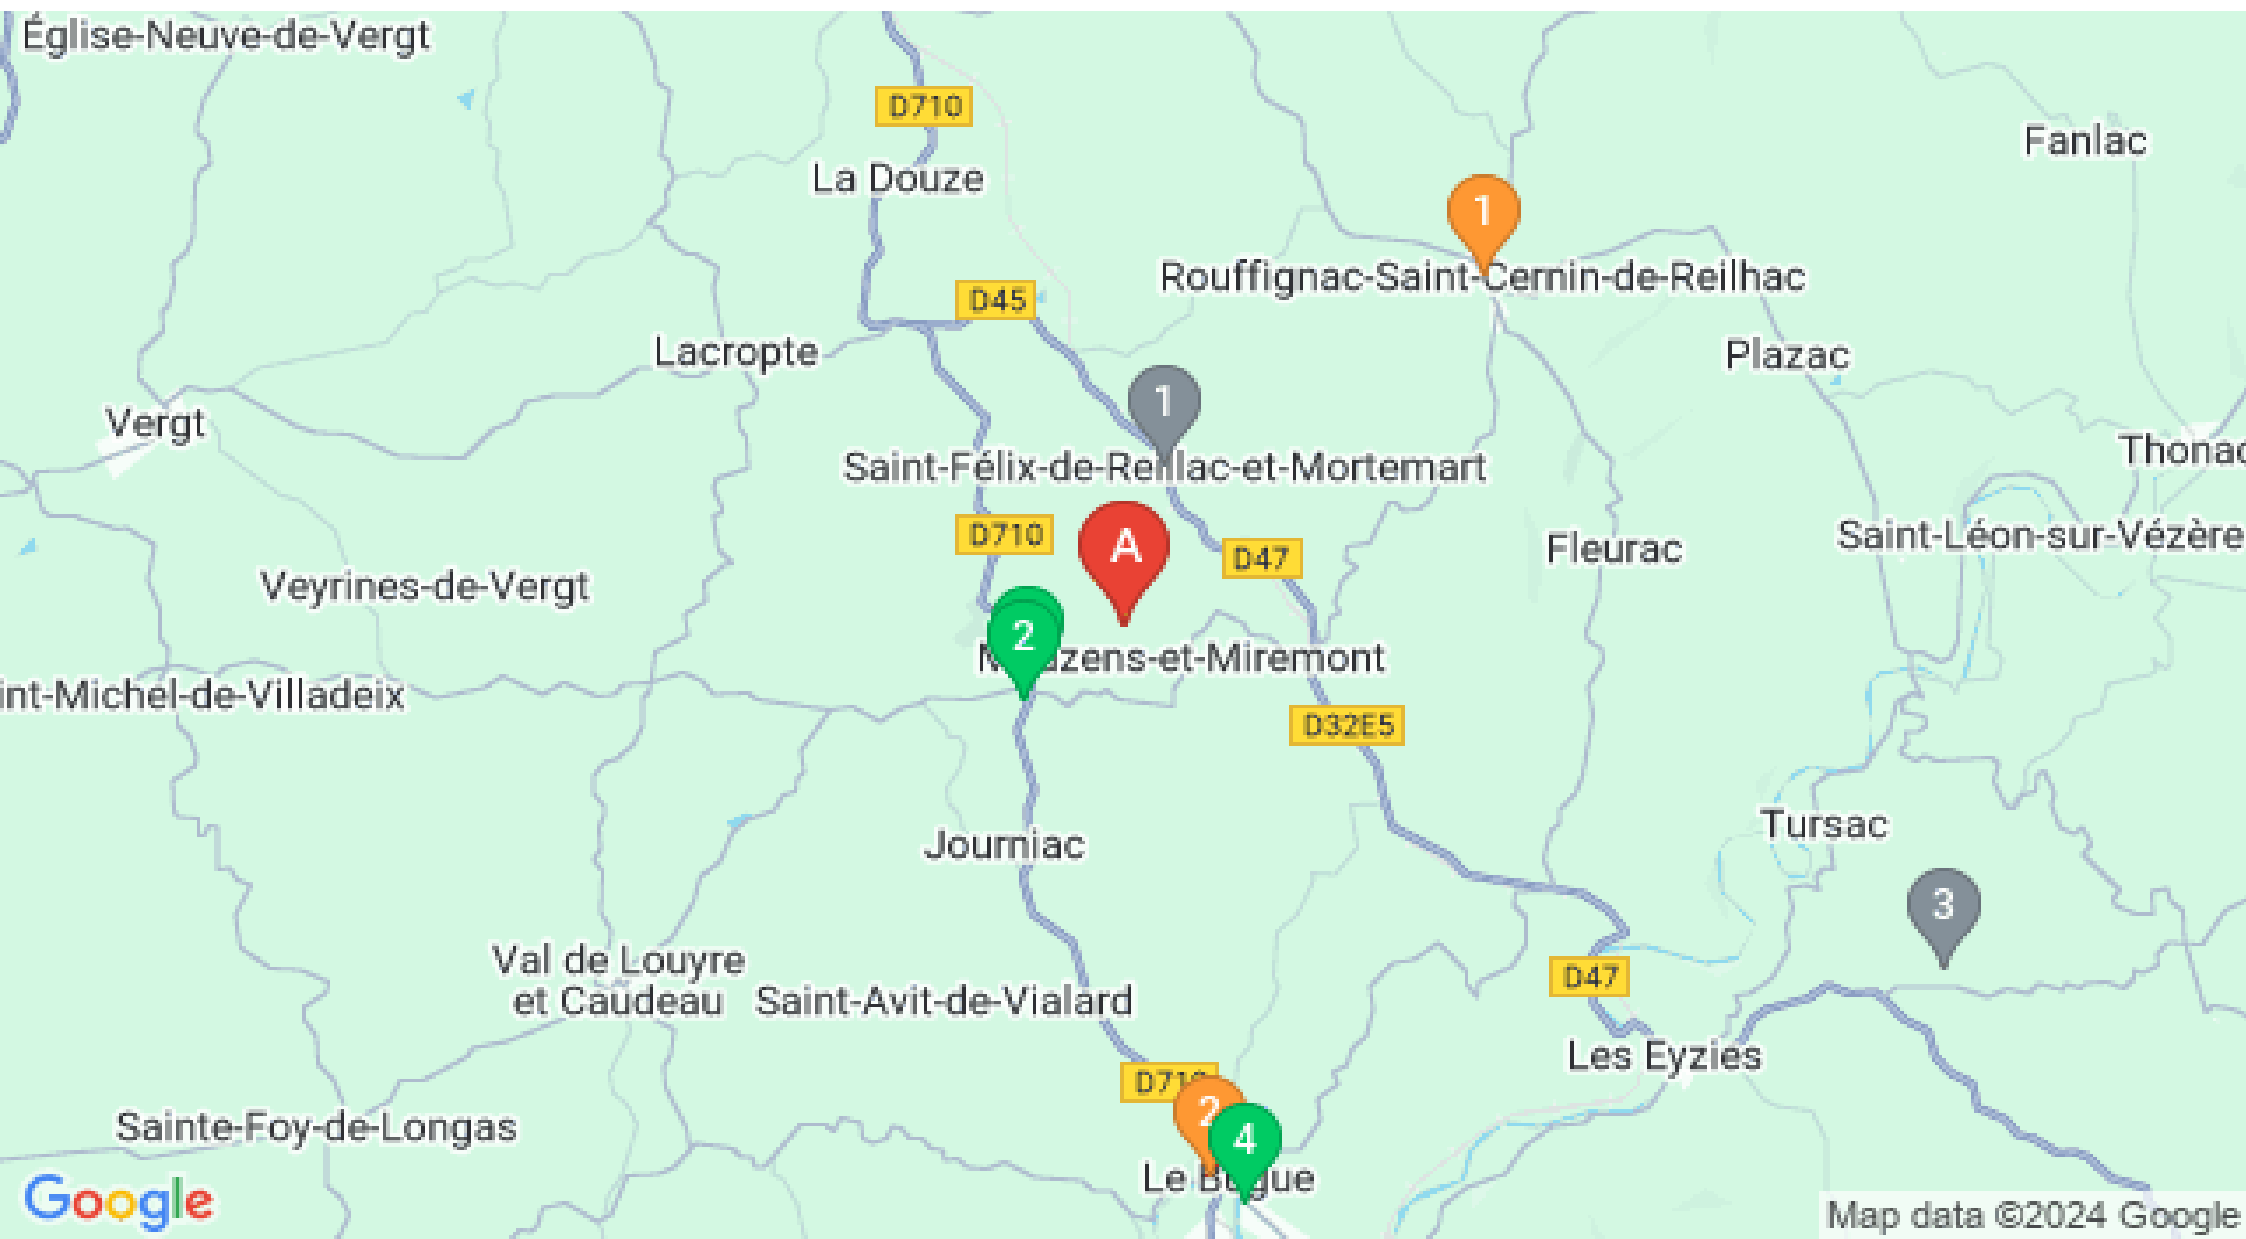 Église-Neuve-de-Vergt
D710
Fanlac
La Douze
1
Rouffignac-Saint-Cernin-de-Reilhac
D45
Lacropte
Plazac
1
Vergt
Thonac
Saint-Félix-de-Reillac-et-Mortemart
D710
A
D47
Fleurac
Saint-Léon-sur-Vézère
Veyrines-de-Vergt
2
int-Michel-de-Villadeix
D32E5
Tursac
Journiac
3
Val de Louyre
et Caudeau
Saint-Avit-de-Vialard
D47
Les Eyzies
D710
2
4
Sainte-Foy-de-Longas
Google
Map data ©2024 Google